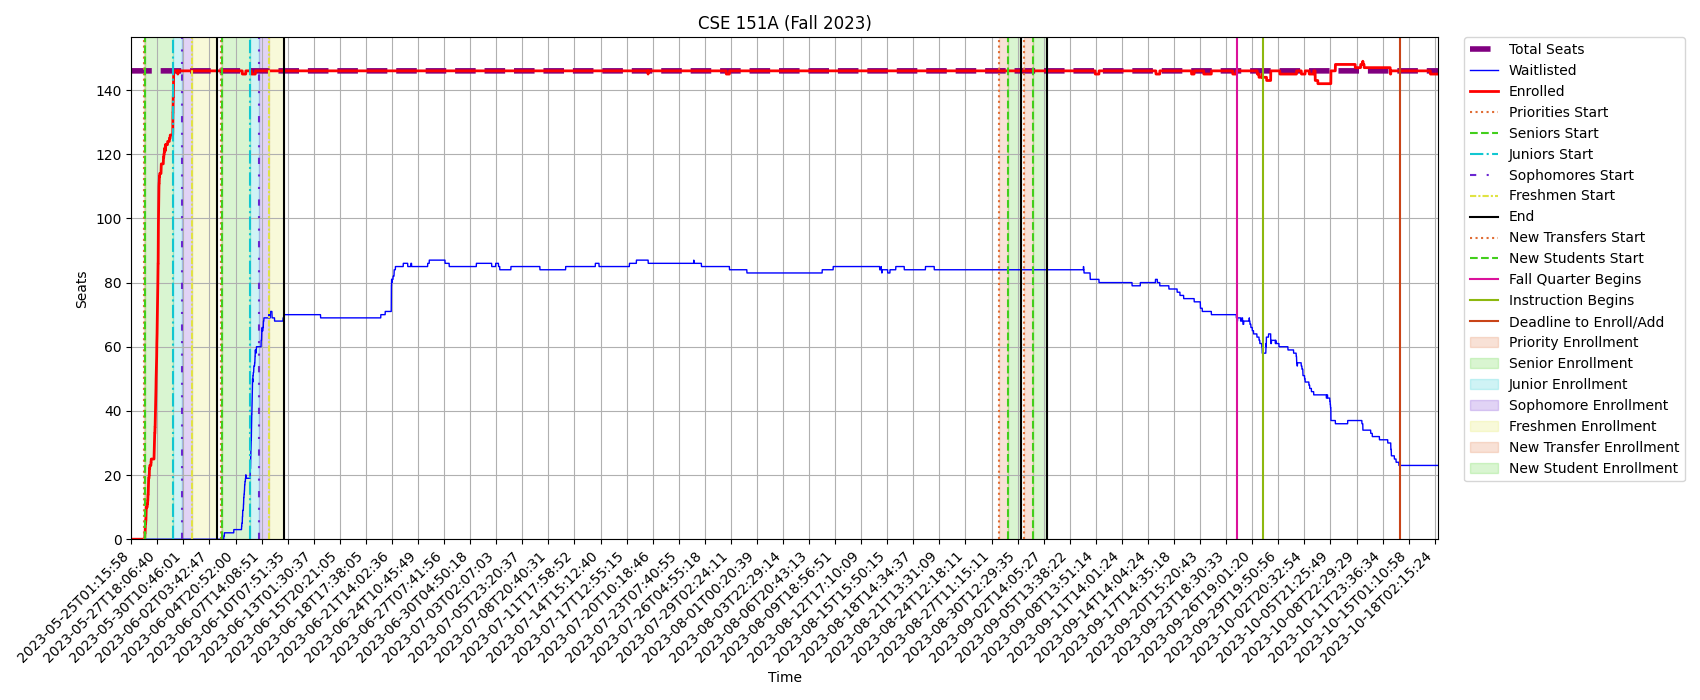 CSE 151A (Fall 2023)
Seats
140
120
100
80
60
40
20
0
2023-05-25T01:15:58
2023-05-27T18:06:40
2023-05-30T10:46:01
2023-06-02T03:42:47
2023-06-04T20:52:00
2023-06-07T14:08:51
2023-06-10T07:51:35
2023-06-13T01:30:37
2023-06-15T20:21:05
2023-06-18T17:38:05
2023-06-21T14:02:36
2023-06-24T10:45:49
2023-06-27T07:41:56
2023-06-30T04:50:18
2023-07-03T02:07:03
2023-07-05T23:20:37
2023-07-08T20:40:31
2023-07-11T17:58:52
2023-07-14T15:12:40
2023-07-17T12:55:15
2023-07-20T10:18:46
2023-07-23T07:40:55
2023-07-26T04:55:18
2023-07-29T02:24:11
2023-08-01T00:20:39
2023-08-03T22:29:14
2023-08-06T20:43:13
2023-08-09T18:56:51
2023-08-12T17:10:09
2023-08-15T15:50:15
2023-08-18T14:34:37
2023-08-21T13:31:09
2023-08-24T12:18:11
2023-08-27T11:15:11
2023-08-30T12:29:35
2023-09-02T14:05:27
2023-09-05T13:38:22
2023-09-08T13:51:14
2023-09-11T14:01:24
2023-09-14T14:04:24
2023-09-17T14:35:18
2023-09-20T15:20:43
2023-09-23T18:30:33
2023-09-26T19:01:20
2023-09-29T19:50:56
2023-10-02T20:32:54
2023-10-05T21:25:49
2023-10-08T22:29:29
2023-10-11T23:36:34
2023-10-15T01:10:58
2023-10-18T02:15:24
Time
Total Seats
Waitlisted
Enrolled
Priorities Start
Seniors Start
Juniors Start
Sophomores Start
Freshmen Start
End
New Transfers Start
New Students Start
Fall Quarter Begins
Instruction Begins
Deadline to Enroll/Add
Priority Enrollment
Senior Enrollment
Junior Enrollment
Sophomore Enrollment
Freshmen Enrollment
New Transfer Enrollment
New Student Enrollment